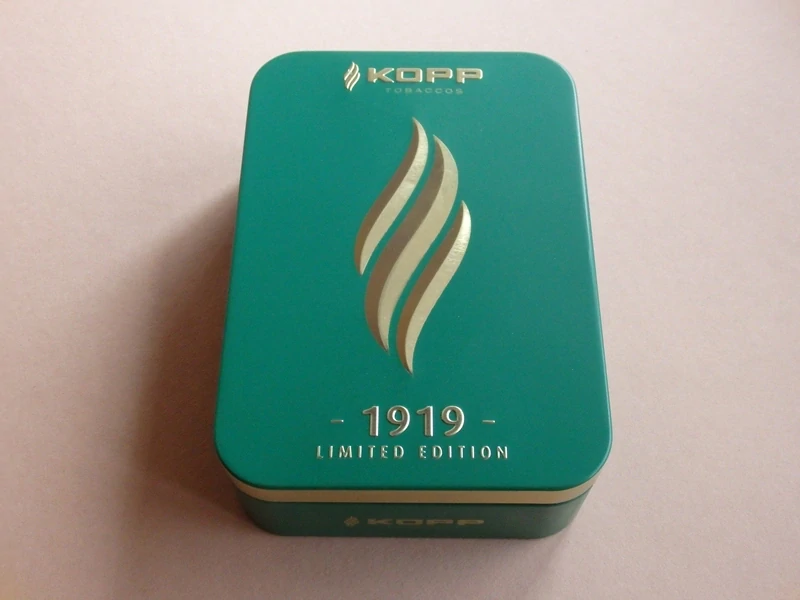 KOPP
TOBACCOS
- 1919 -
LIMITED EDITION
KOPP